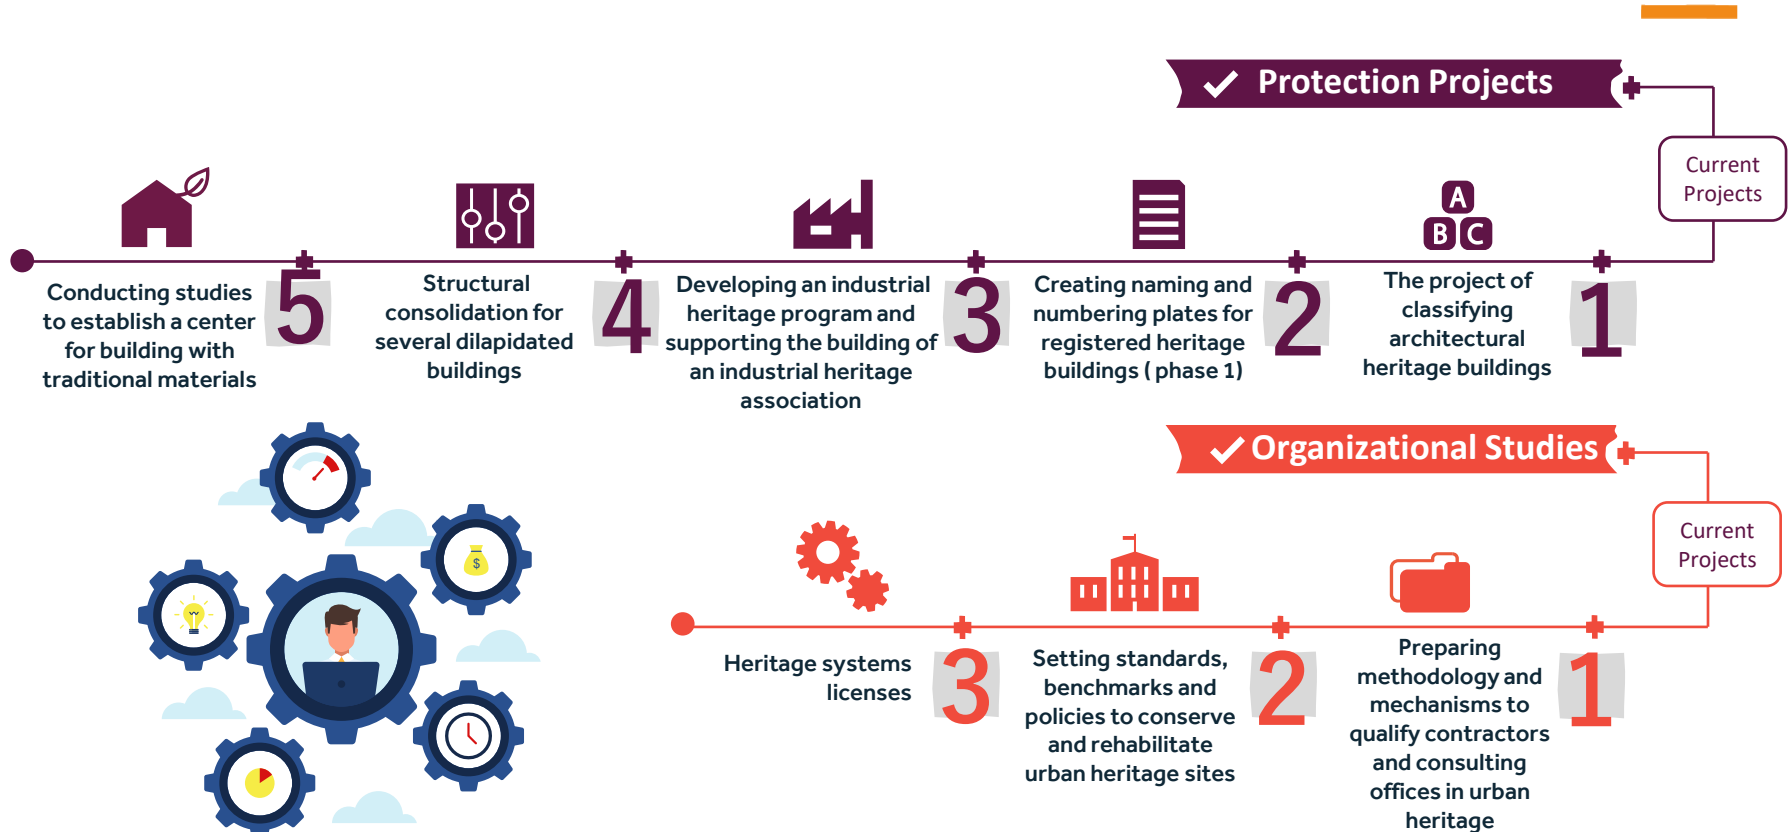 Protection Projects
Current
Projects
A
B C
1
The project of
classifying
architectural
heritage buildings
2
Creating naming and
numbering plates for
registered heritage
buildings ( phase 1)
3
Developing an industrial
heritage program and
supporting the building of
an industrial heritage
association
4
Structural
consolidation for
several dilapidated
buildings
5
Conducting studies
to establish a center
for building with
traditional materials
Organizational Studies
Current
Projects
1
Preparing
methodology and
mechanisms to
qualify contractors
and consulting
offices in urban
heritage
2
Setting standards,
benchmarks and
policies to conserve
and rehabilitate
urban heritage sites
3
Heritage systems
licenses
$